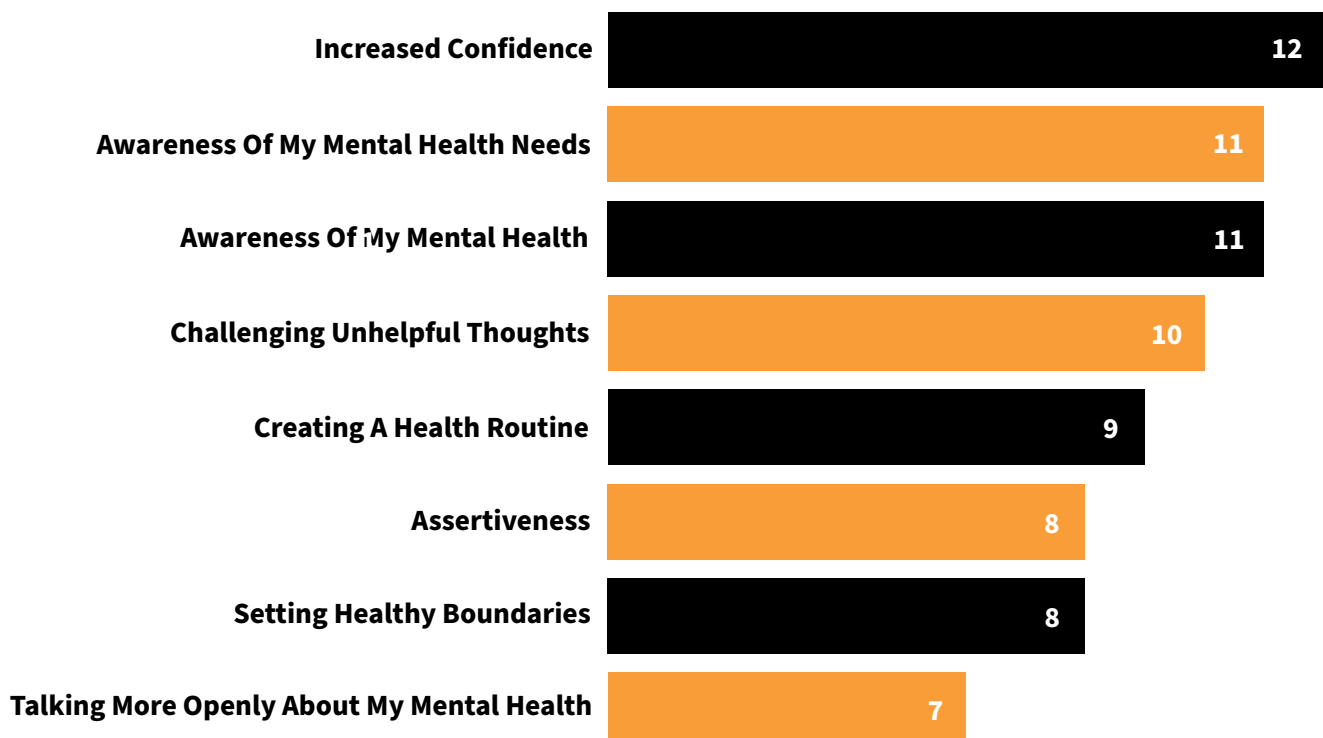 Increased Confidence 12
Awareness Of My Mental Health Needs 11
Awareness Of My Mental Health 11
Challenging Unhelpful Thoughts 10
Creating A Health Routine 9
Assertiveness 8
Setting Healthy Boundaries 8
Talking More Openly About My Mental Health 7